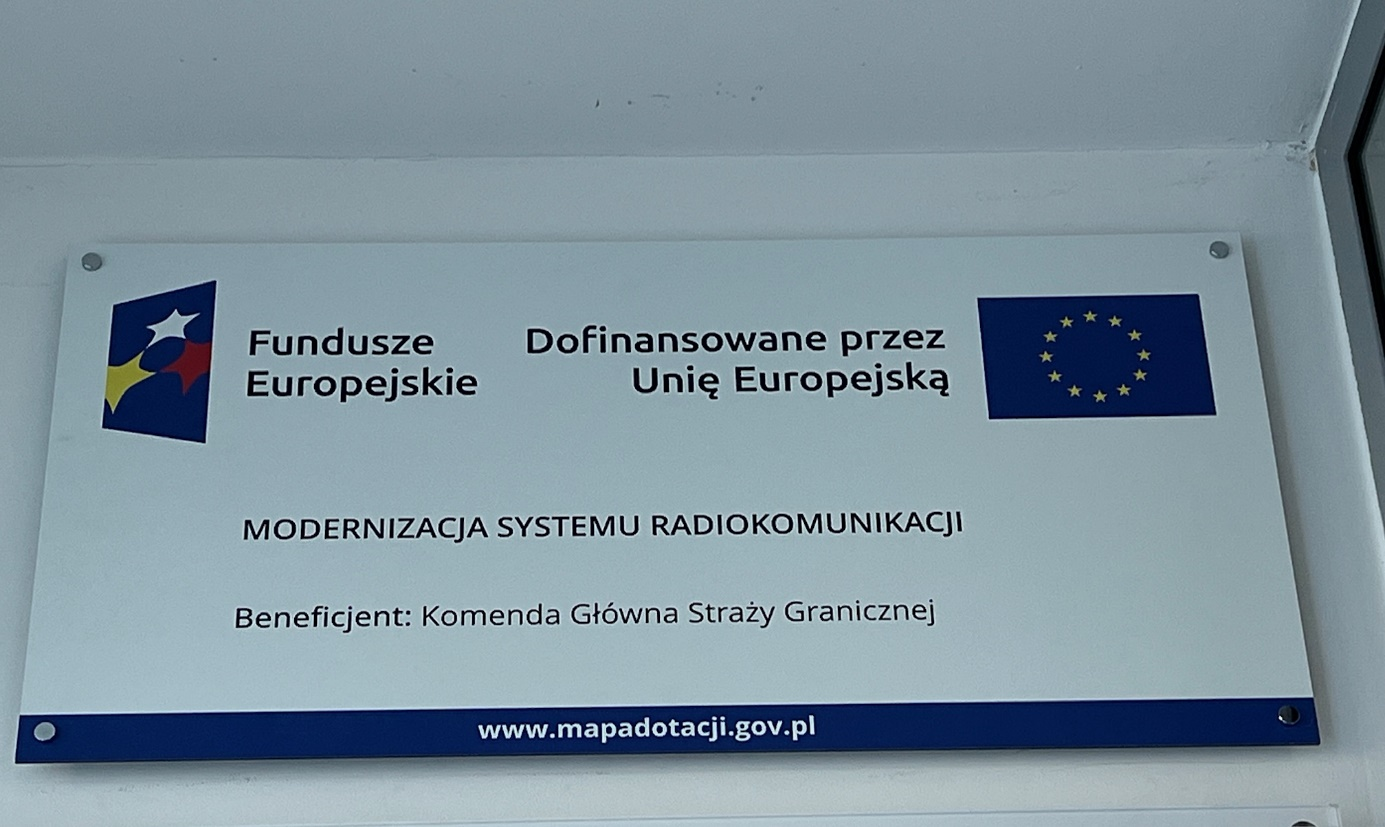 Fundusze
Europejskie
Dofinansowane przez
Unię Europejską
MODERNIZACJA SYSTEMU RADIOKOMUNIKACJI
Beneficjent: Komenda Główna Straży Granicznej
www.mapadotacji.gov.pl